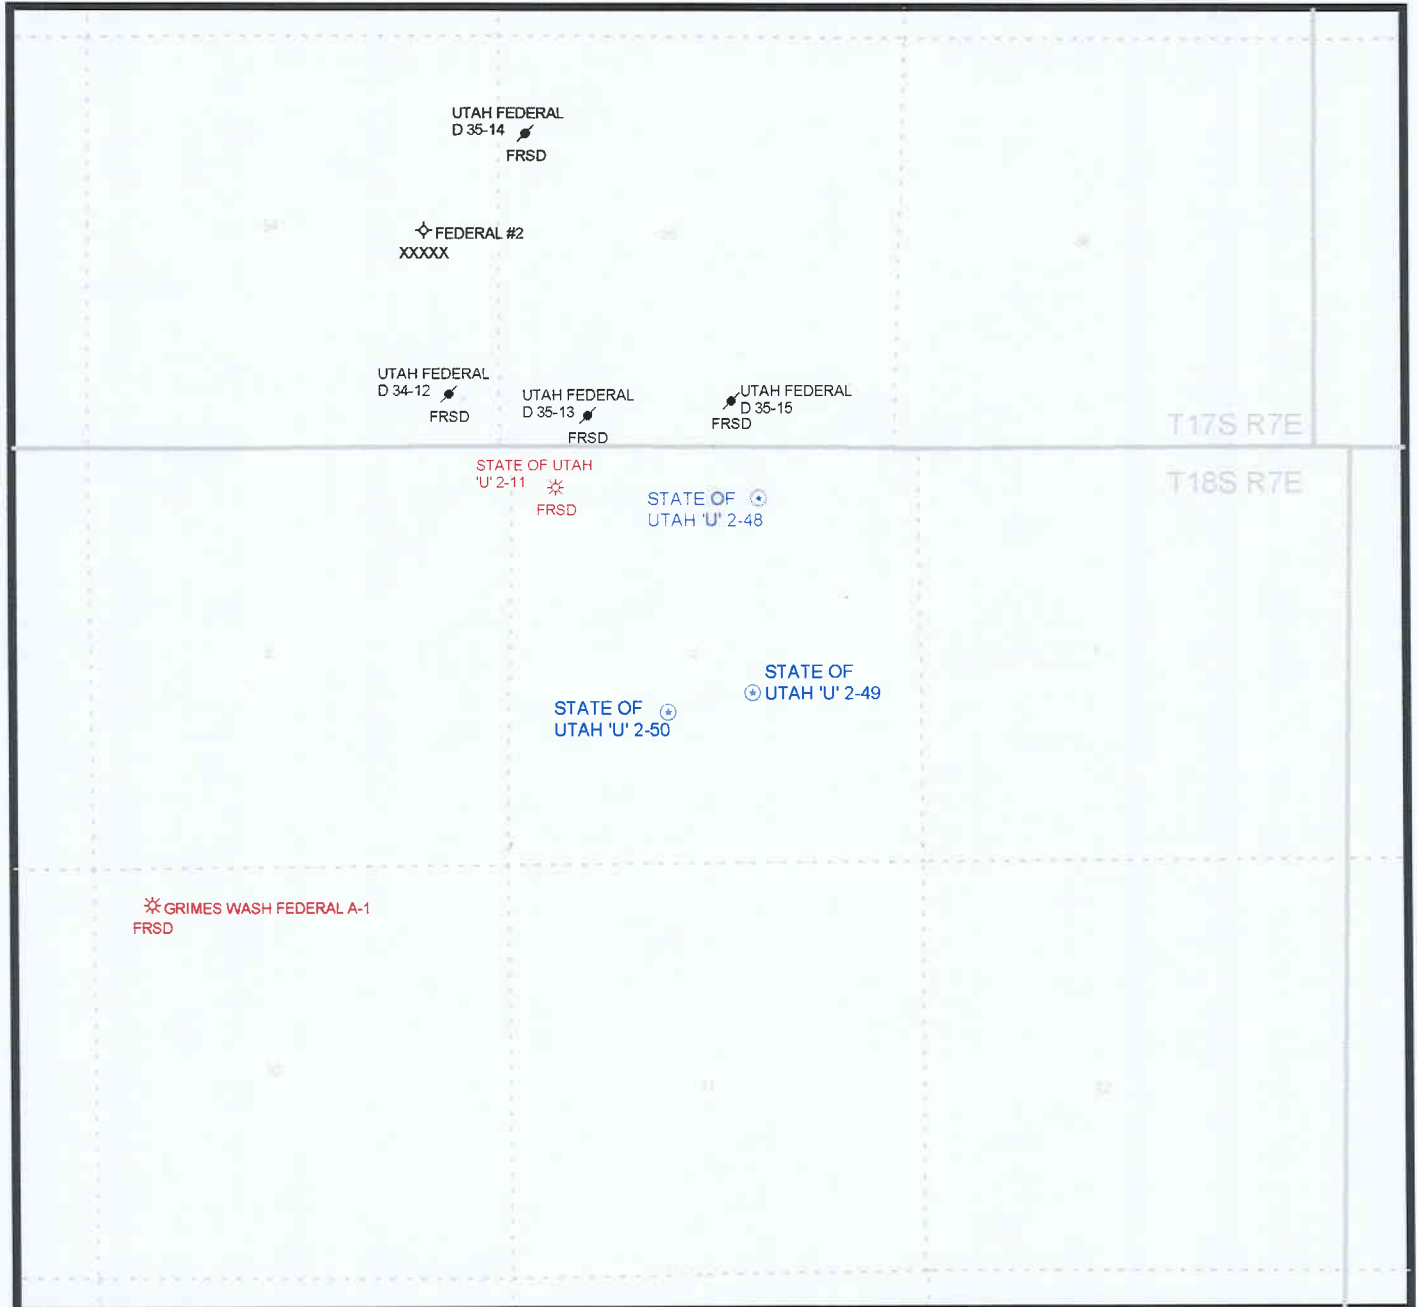 UTAH FEDERAL
D 35-14
FRSD
FEDERAL #2
XXXXX
UTAH FEDERAL
D 34-12
FRSD
UTAH FEDERAL
D 35-13
FRSD
UTAH FEDERAL
D 35-15
FRSD
T17S R7E
T18S R7E
STATE OF UTAH
'U' 2-11
FRSD
STATE OF
UTAH 'U' 2-48
STATE OF
UTAH 'U' 2-49
STATE OF
UTAH 'U' 2-50
GRIMES WASH FEDERAL A-1
FRSD